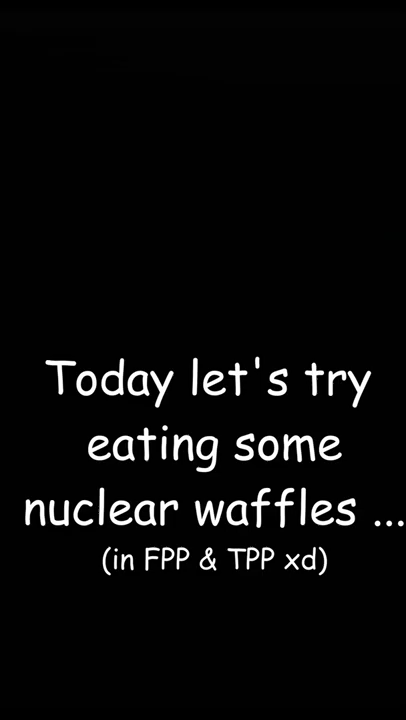 Today let's try
eating some
nuclear waffles ...
(in FPP & TPP xd)